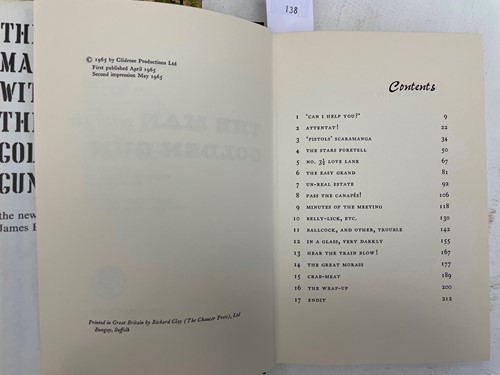 138
THE
MA
WIT
THE
GOL
GUN
the new
James B
© 1965 by Glidrose Productions Ltd
First published April 1965
Second impression May 1965
Printed in Great Britain by Richard Clay (The Chaucer Press), Ltd
Bungay, Suffolk
Contents
1 'CAN I HELP YOU?' 9
2 ATTENTAT! 22
3 'PISTOLS' SCARAMANGA 34
4 THE STARS FORETELL 50
5 NO. 3½ LOVE LANE 67
6 THE EASY GRAND 81
7 UN-REAL ESTATE 92
8 PASS THE CANAPÉS! 106
9 MINUTES OF THE MEETING 118
10 BELLY-LICK, ETC. 130
11 BALLCOCK, AND OTHER, TROUBLE 142
12 IN A GLASS, VERY DARKLY 155
13 HEAR THE TRAIN BLOW! 167
14 THE GREAT MORASS 177
15 CRAB-MEAT 189
16 THE WRAP-UP 200
17 ENDIT 212